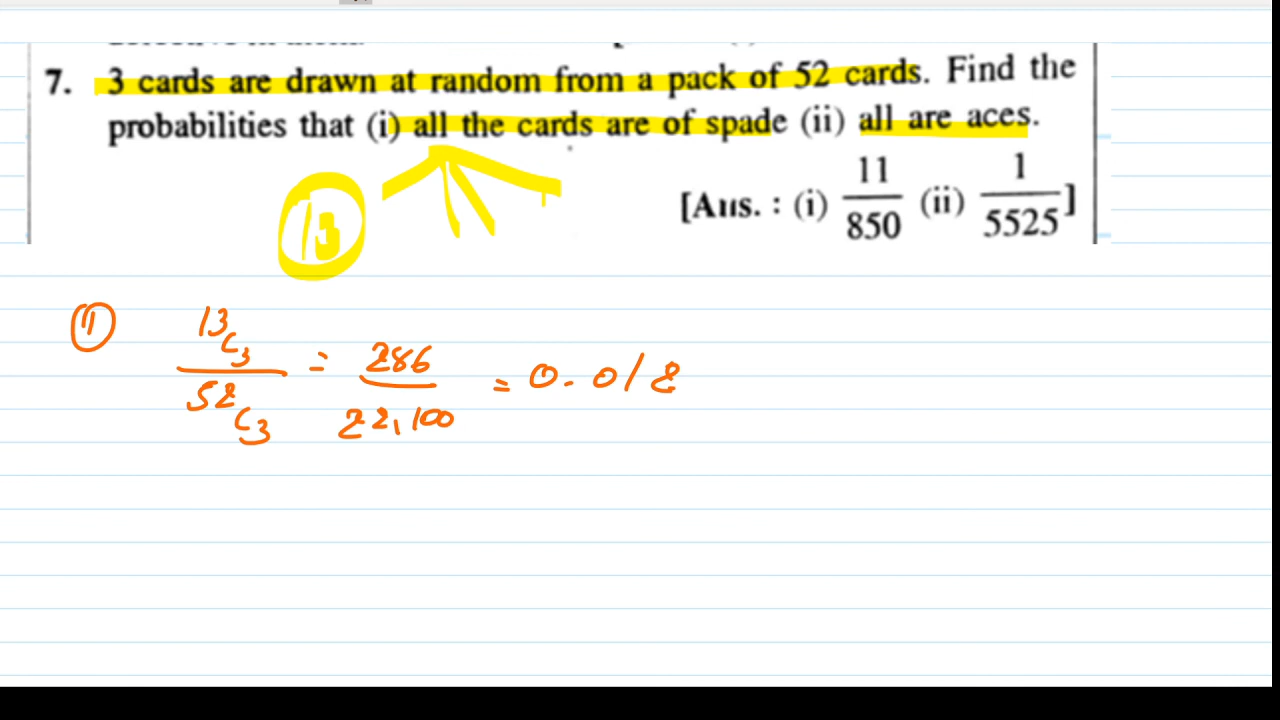 7. 3 cards are drawn at random from a pack of 52 cards. Find the
probabilities that (i) all the cards are of spade (ii) all are aces.
[Ans. : (i) 11/850 (ii) 1/5525]
13
13C3/52C3 = 286/22,100 = 0.018